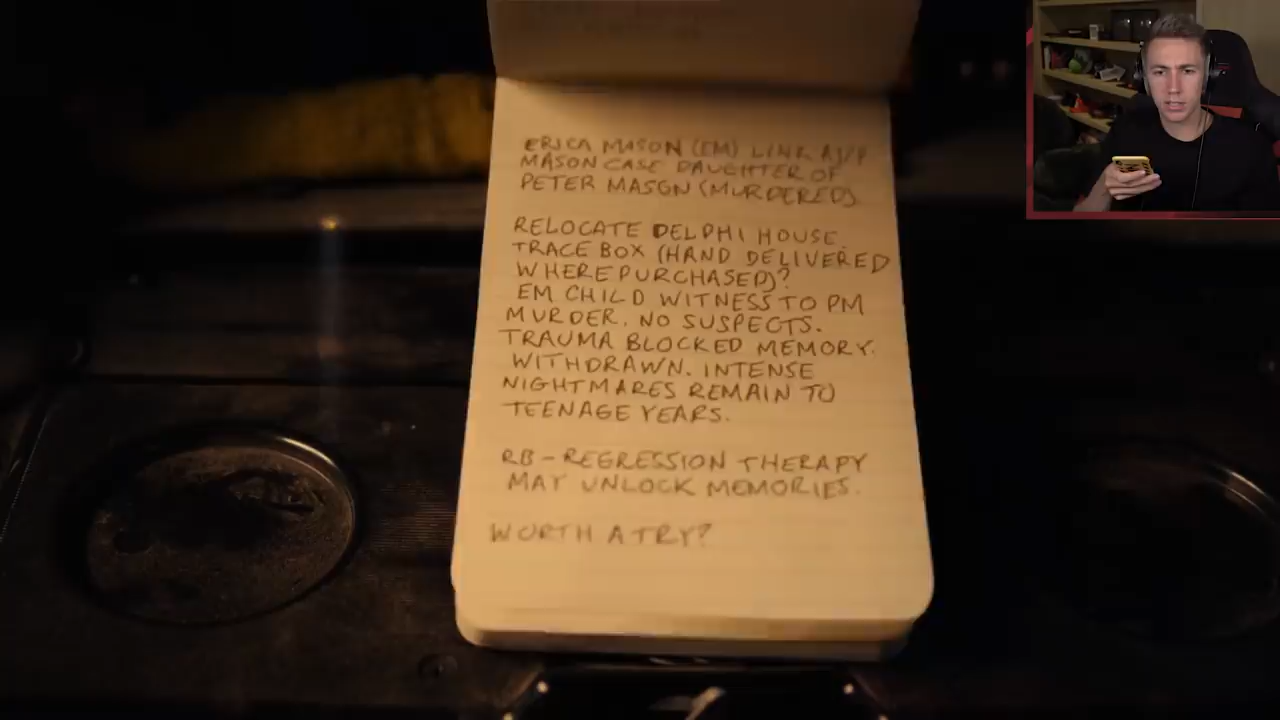 ERICA MASON (EM) LINK
MASON CASE DAUGHTER OF
PETER MASON (MURDERED)
RELOCATE DELPHI HOUSE.
TRACE BOX (HAND DELIVERED
WHERE PURCHASED)?
EM CHILD WITNESS TO PM
MURDER. NO SUSPECTS.
TRAUMA BLOCKED MEMORY.
WITHDRAWN. INTENSE
NIGHTMARES REMAIN TO
TEENAGE YEARS.
RB - REGRESSION THERAPY
MAY UNLOCK MEMORIES.
WORTH A TRY?